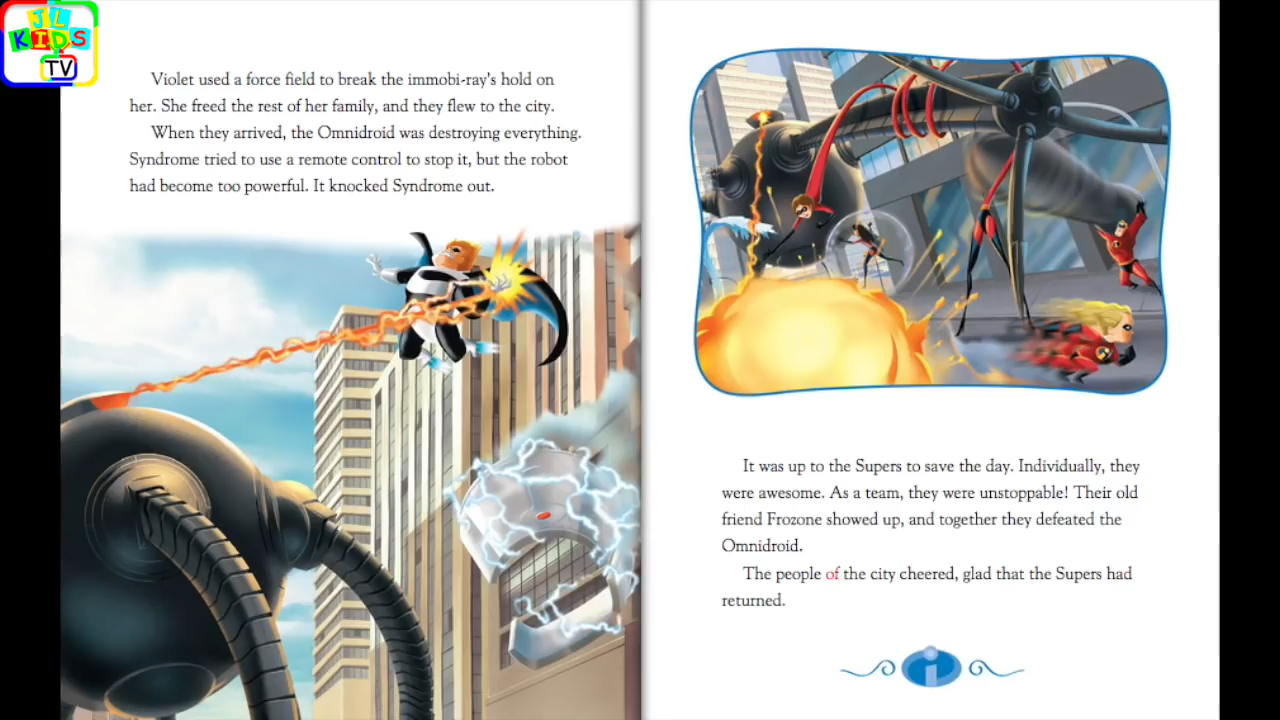 JL
KIDS
TV
Violet used a force field to break the immobi-ray's hold on
her. She freed the rest of her family, and they flew to the city.
When they arrived, the Omnidroid was destroying everything.
Syndrome tried to use a remote control to stop it, but the robot
had become too powerful. It knocked Syndrome out.
It was up to the Supers to save the day. Individually, they
were awesome. As a team, they were unstoppable! Their old
friend Frozone showed up, and together they defeated the
Omnidroid.
The people of the city cheered, glad that the Supers had
returned.
i